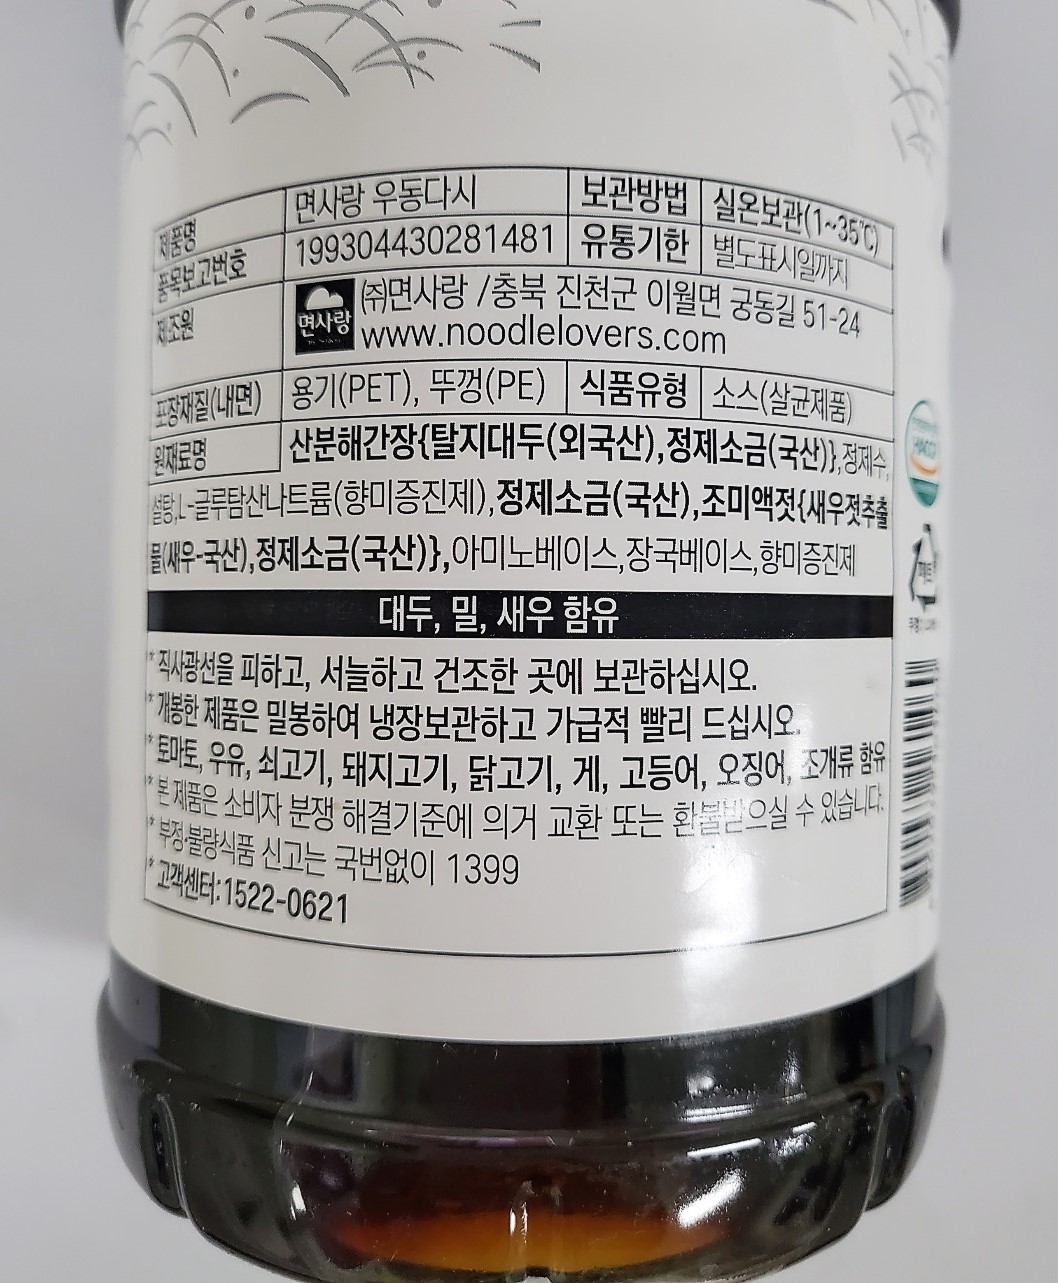 제품명 면사랑 우동다시 보관방법 실온보관(1~35℃)
품목보고번호 199304430281481 유통기한 별도표시일까지
제조원 면사랑 (주)면사랑 /충북 진천군 이월면 궁동길 51-24
www.noodlelovers.com
포장재질(내면) 용기(PET), 뚜껑(PE) 식품유형 소스(살균제품)
원재료명 산분해간장{탈지대두(외국산),정제소금(국산)},정제수,
설탕,L-글루탐산나트륨(향미증진제),정제소금(국산),조미액젓{새우젓추출
물(새우-국산),정제소금(국산)},아미노베이스,장국베이스,향미증진제
대두, 밀, 새우 함유
* 직사광선을 피하고, 서늘하고 건조한 곳에 보관하십시오.
* 개봉한 제품은 밀봉하여 냉장보관하고 가급적 빨리 드십시오.
* 토마토, 우유, 쇠고기, 돼지고기, 닭고기, 게, 고등어, 오징어, 조개류 함유
* 본 제품은 소비자 분쟁 해결기준에 의거 교환 또는 환불받으실 수 있습니다.
* 부정·불량식품 신고는 국번없이 1399
* 고객센터:1522-0621
HACCP
페트